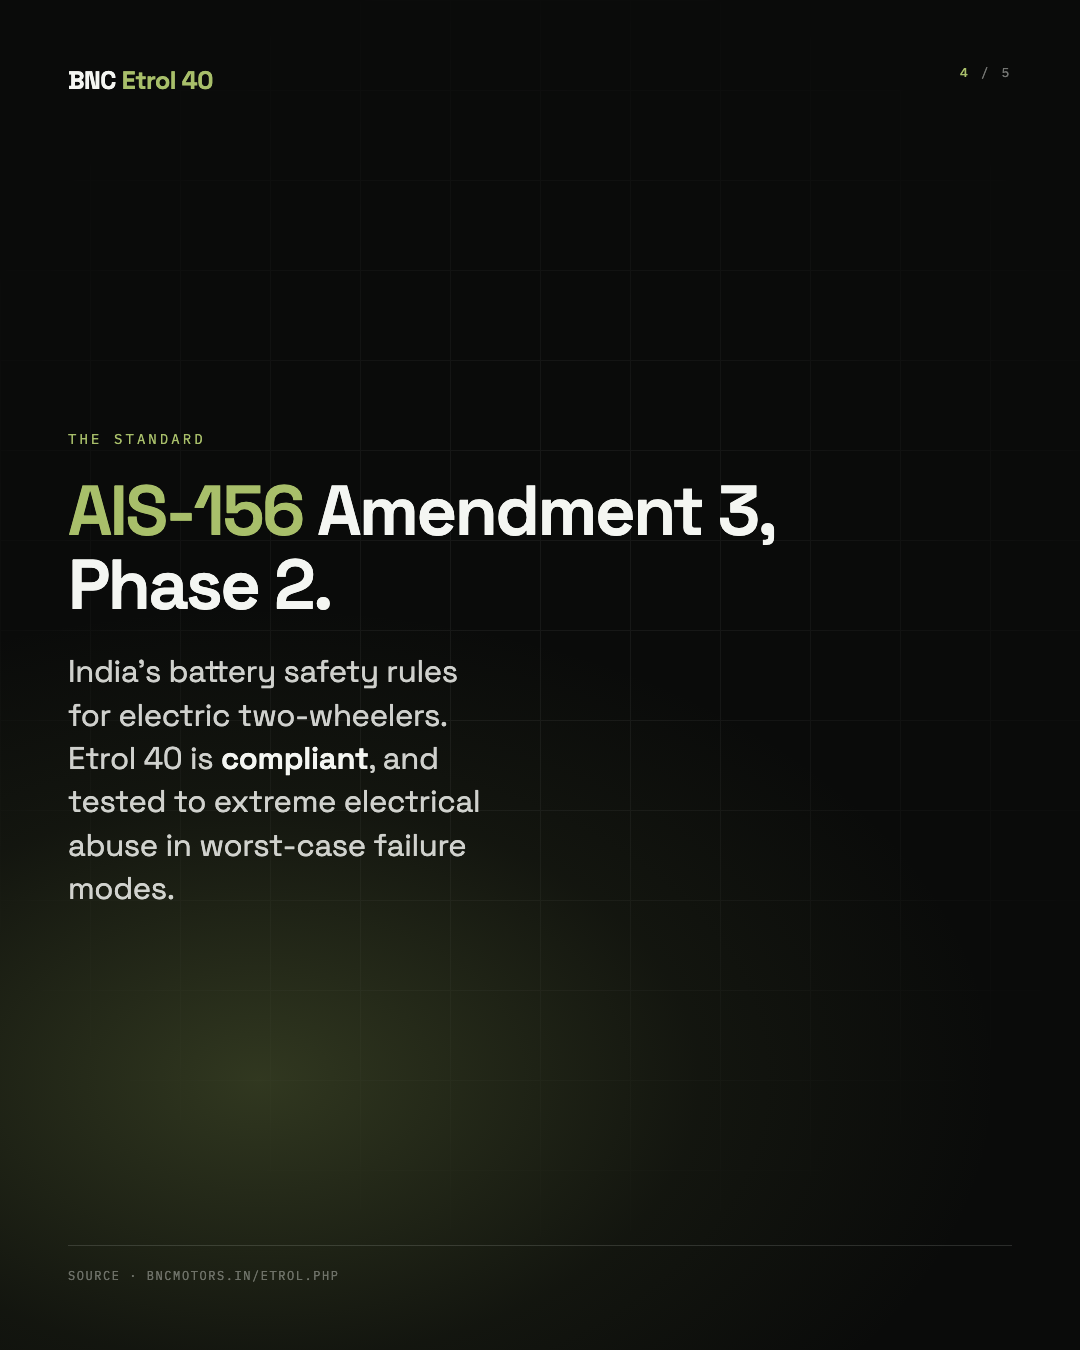 BNC Etrol 40
4 / 5
THE STANDARD
AIS-156 Amendment 3,
Phase 2.
India’s battery safety rules
for electric two-wheelers.
Etrol 40 is compliant, and
tested to extreme electrical
abuse in worst-case failure
modes.
SOURCE · BNCMOTORS.IN/ETROL.PHP